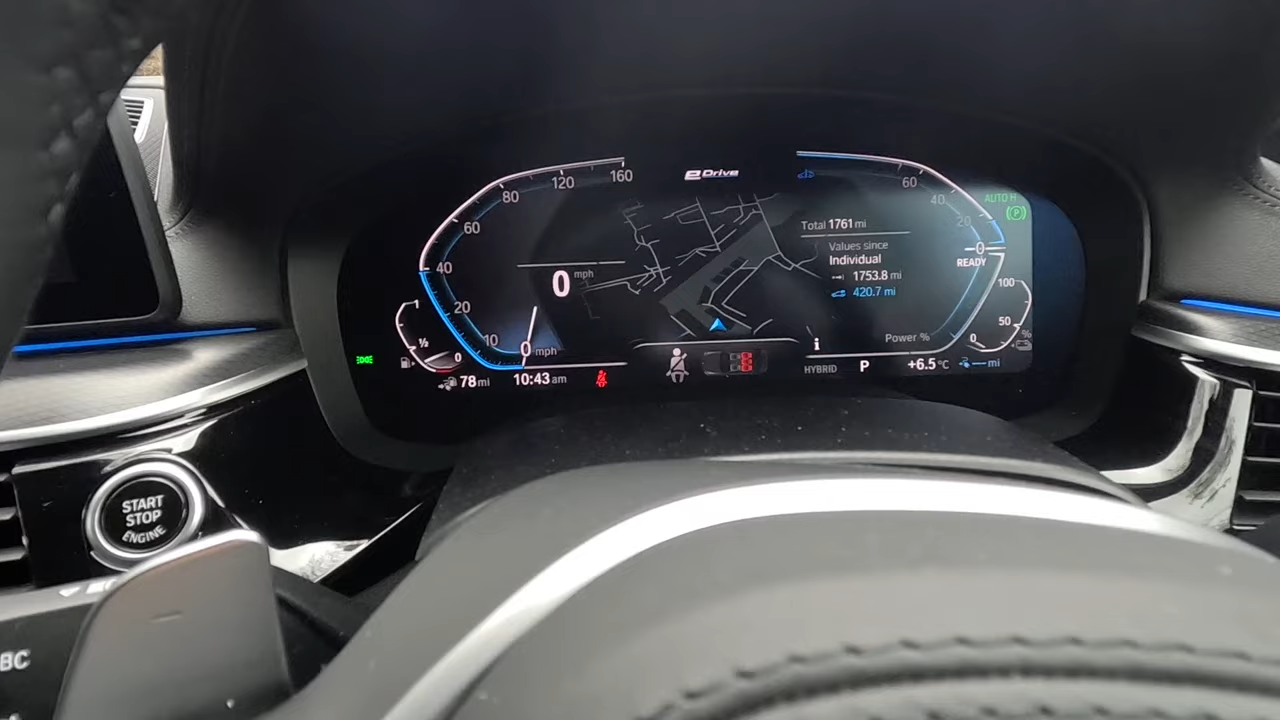 eDrive
160
120
80
60
40
20
10
0 mph
0 mph
1
½
0
78 mi
10:43 am
Total 1761 mi
Values since
Individual
1753.8 mi
420.7 mi
Power %
HYBRID
P
+6.5 °C
mi
60
40
20
0
READY
100
50
0
%
AUTO H
(P)
START
STOP
ENGINE
BC